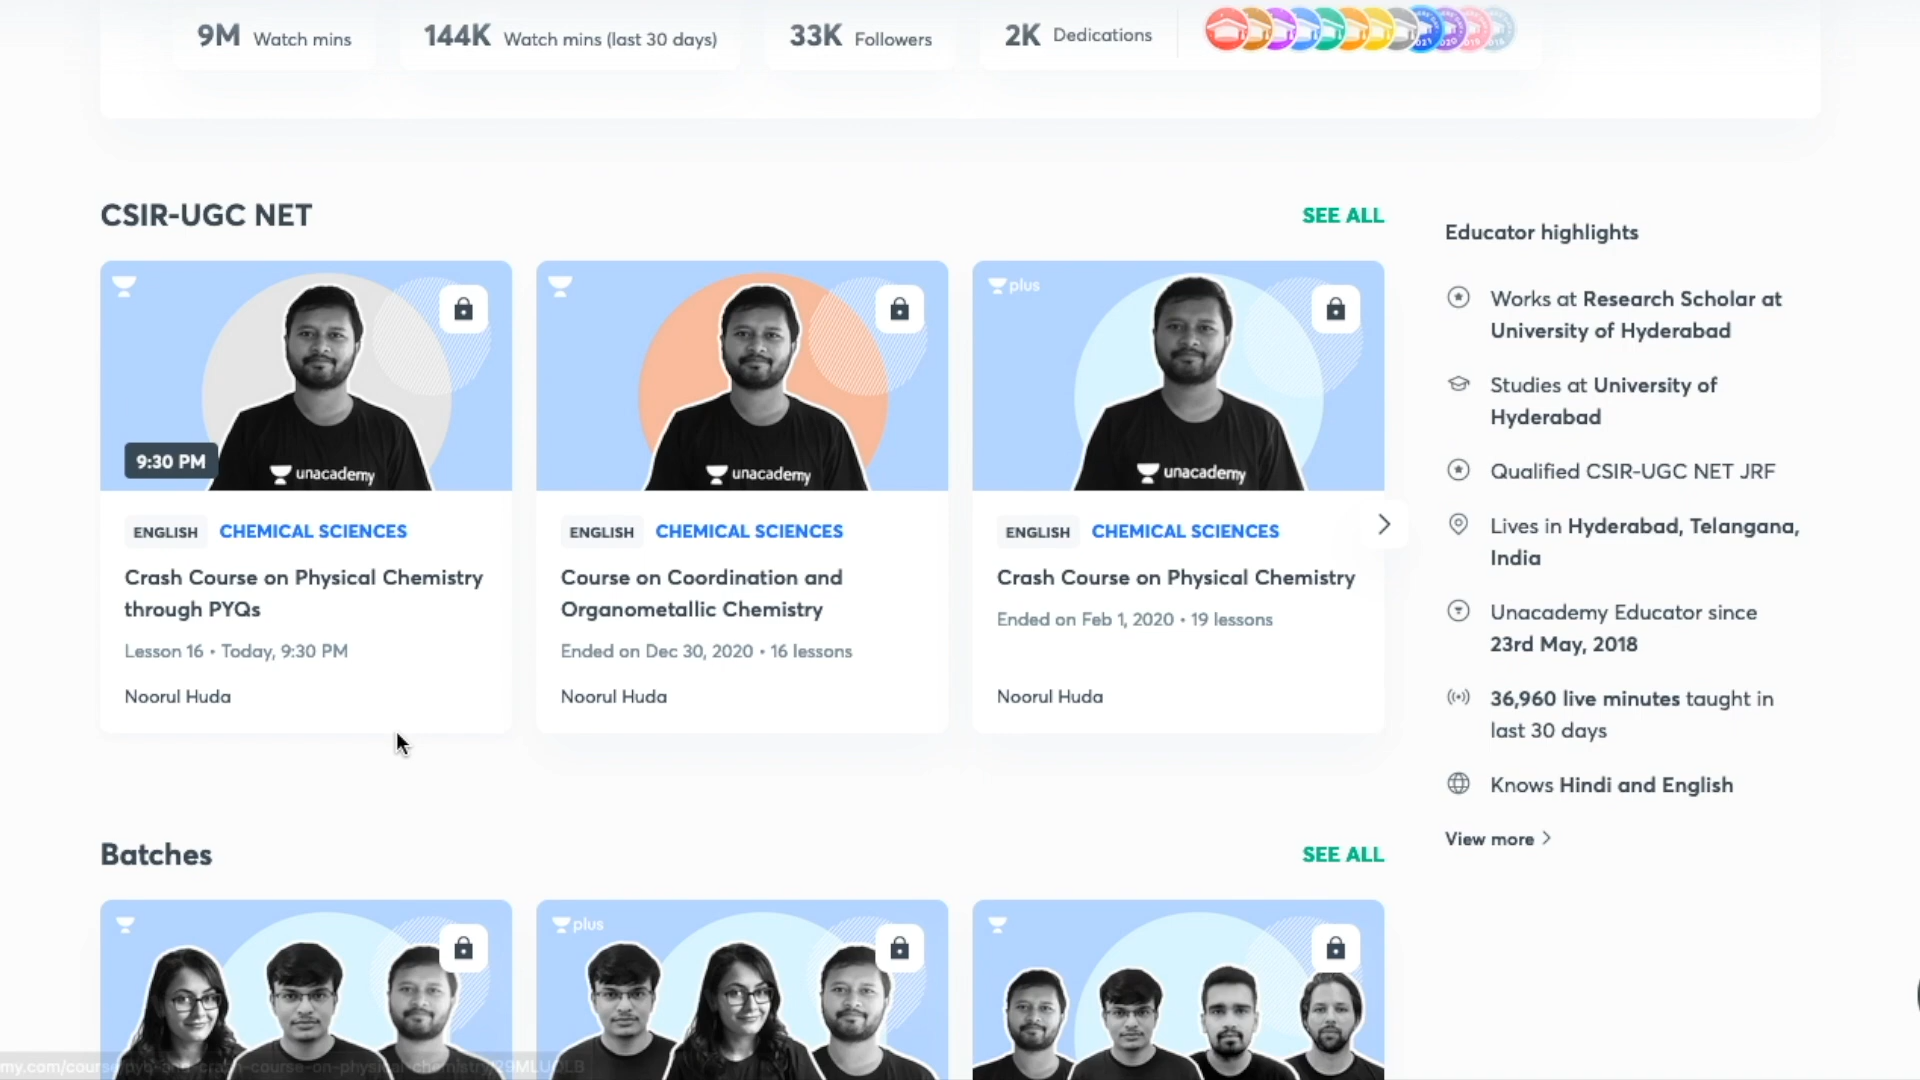 9M Watch mins
144K Watch mins (last 30 days)
33K Followers
2K Dedications
CSIR-UGC NET
SEE ALL
plus
9:30 PM
unacademy
unacademy
unacademy
ENGLISH CHEMICAL SCIENCES
Crash Course on Physical Chemistry
through PYQs
Lesson 16 • Today, 9:30 PM
Noorul Huda
ENGLISH CHEMICAL SCIENCES
Course on Coordination and
Organometallic Chemistry
Ended on Dec 30, 2020 • 16 lessons
Noorul Huda
ENGLISH CHEMICAL SCIENCES
Crash Course on Physical Chemistry
Ended on Feb 1, 2020 • 19 lessons
Noorul Huda
Educator highlights
Works at Research Scholar at
University of Hyderabad
Studies at University of
Hyderabad
Qualified CSIR-UGC NET JRF
Lives in Hyderabad, Telangana,
India
Unacademy Educator since
23rd May, 2018
36,960 live minutes taught in
last 30 days
Knows Hindi and English
View more
Batches
SEE ALL
plus